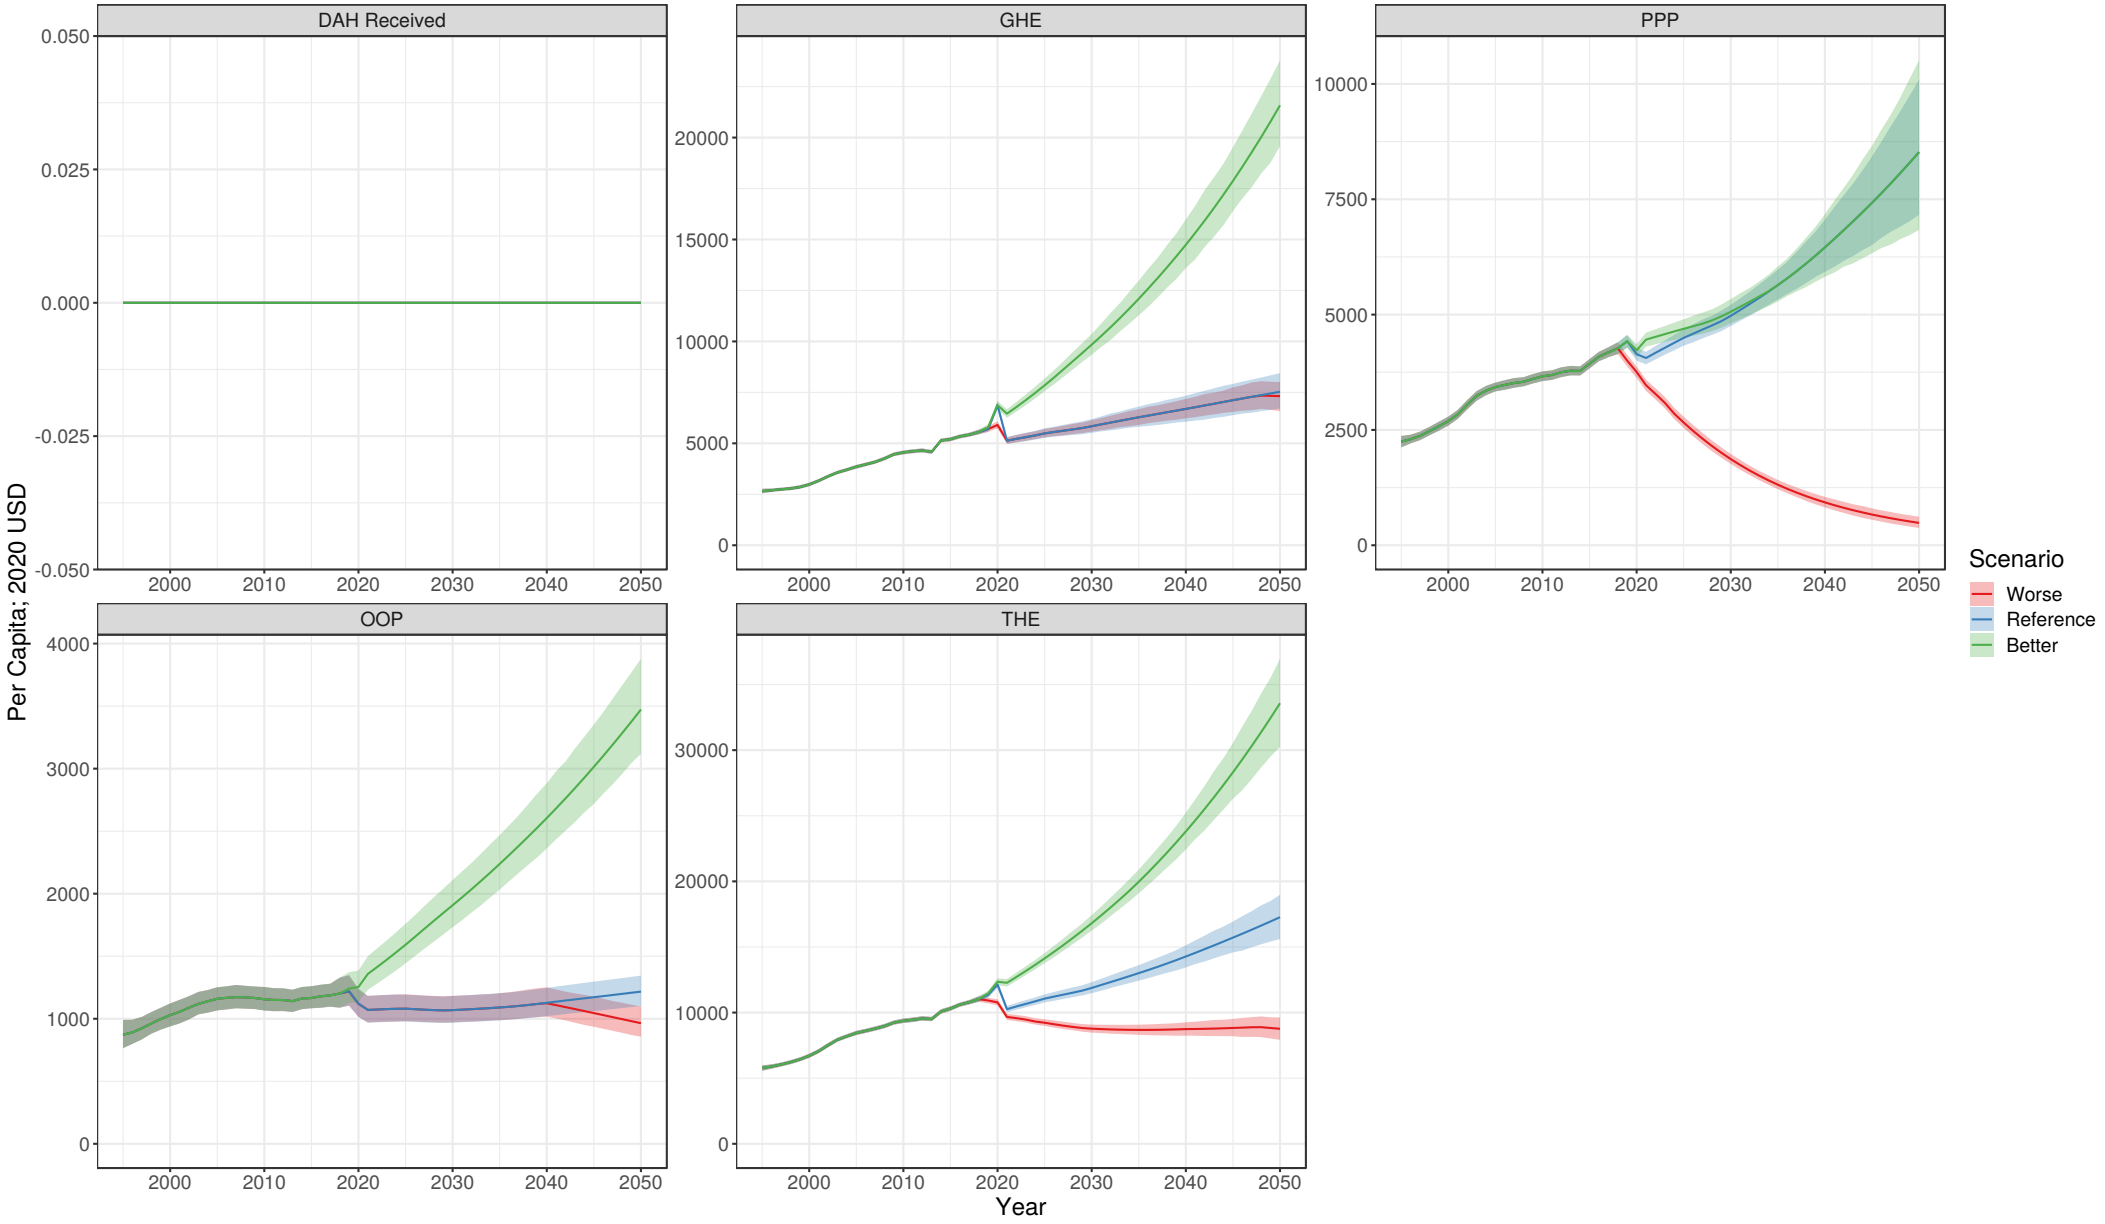 DAH Received
GHE
PPP
0.050
0.025
0.000
-0.025
-0.050
20000
15000
10000
5000
0
10000
7500
5000
2500
0
2000 2010 2020 2030 2040 2050
2000 2010 2020 2030 2040 2050
2000 2010 2020 2030 2040 2050
OOP
THE
4000
3000
2000
1000
0
30000
20000
10000
0
2000 2010 2020 2030 2040 2050
2000 2010 2020 2030 2040 2050
Year
Per Capita; 2020 USD
Scenario
Worse
Reference
Better